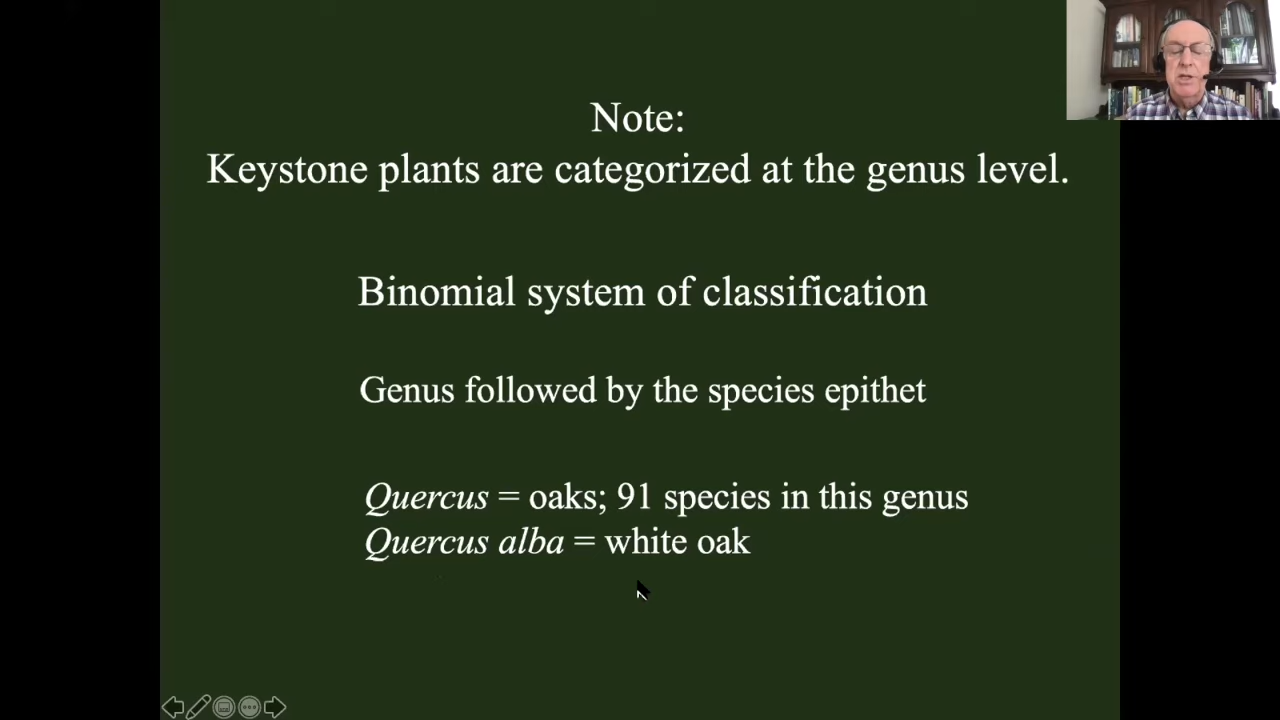 Note:
Keystone plants are categorized at the genus level.
Binomial system of classification
Genus followed by the species epithet
Quercus = oaks; 91 species in this genus
Quercus alba = white oak